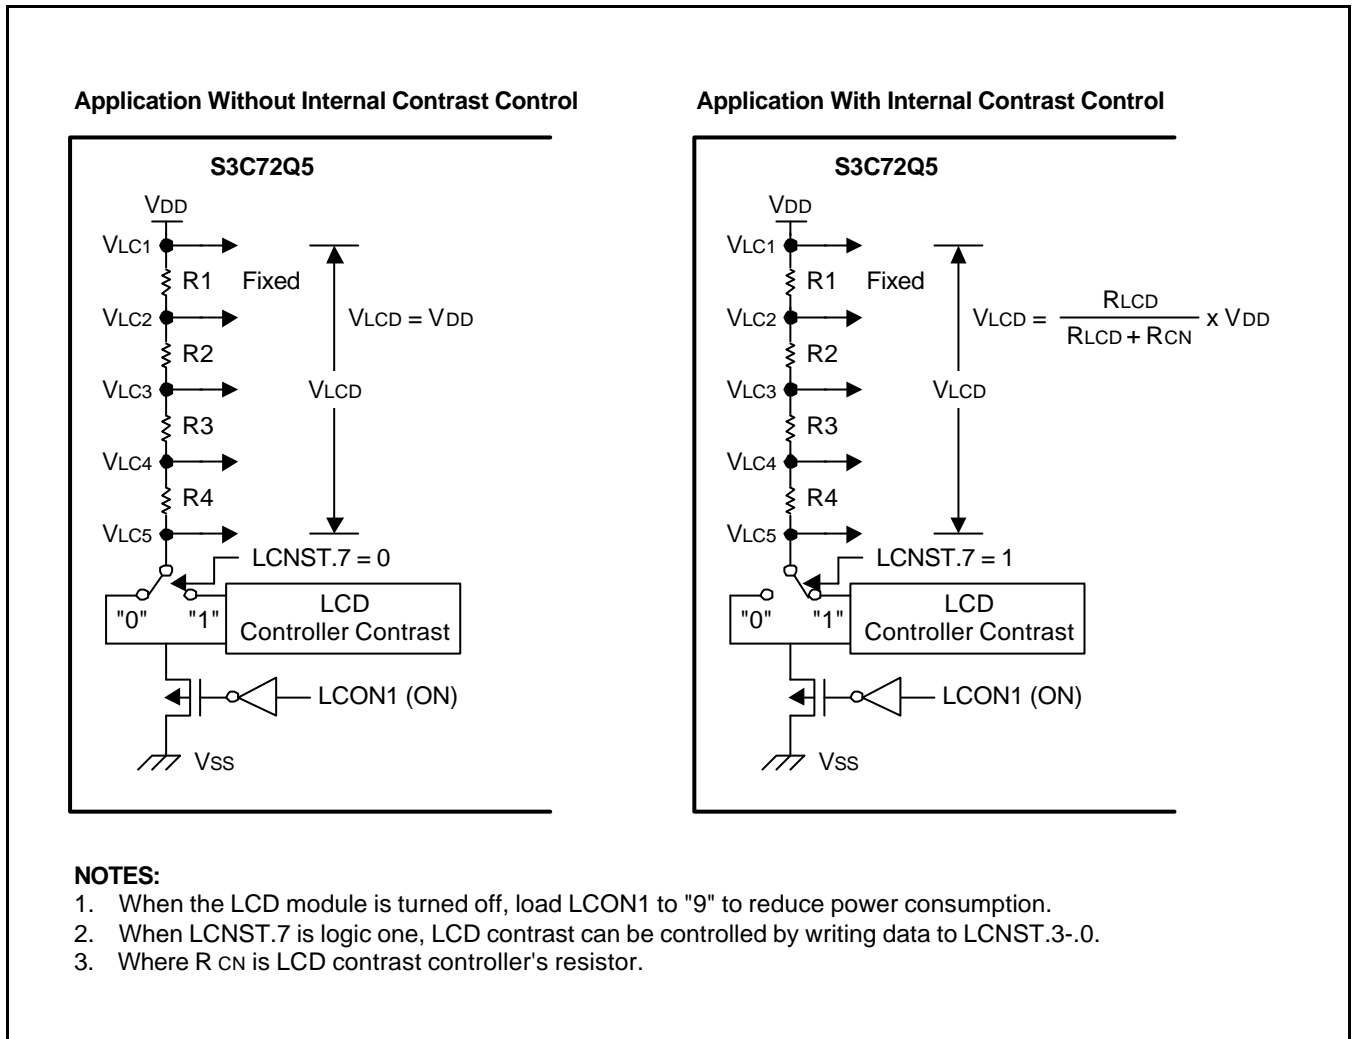 Application Without Internal Contrast Control
S3C72Q5
VDD
VLC1
R1 Fixed
VLC2
VLCD = VDD
R2
VLC3
VLCD
R3
VLC4
R4
VLC5
LCNST.7 = 0
"0" "1"
LCD
Controller Contrast
LCON1 (ON)
VSS
Application With Internal Contrast Control
S3C72Q5
VDD
VLC1
R1 Fixed
VLC2
VLCD = RLCD / RLCD + RCN x VDD
R2
VLC3
VLCD
R3
VLC4
R4
VLC5
LCNST.7 = 1
"0" "1"
LCD
Controller Contrast
LCON1 (ON)
VSS
NOTES:
1. When the LCD module is turned off, load LCON1 to "9" to reduce power consumption.
2. When LCNST.7 is logic one, LCD contrast can be controlled by writing data to LCNST.3-.0.
3. Where R CN is LCD contrast controller's resistor.